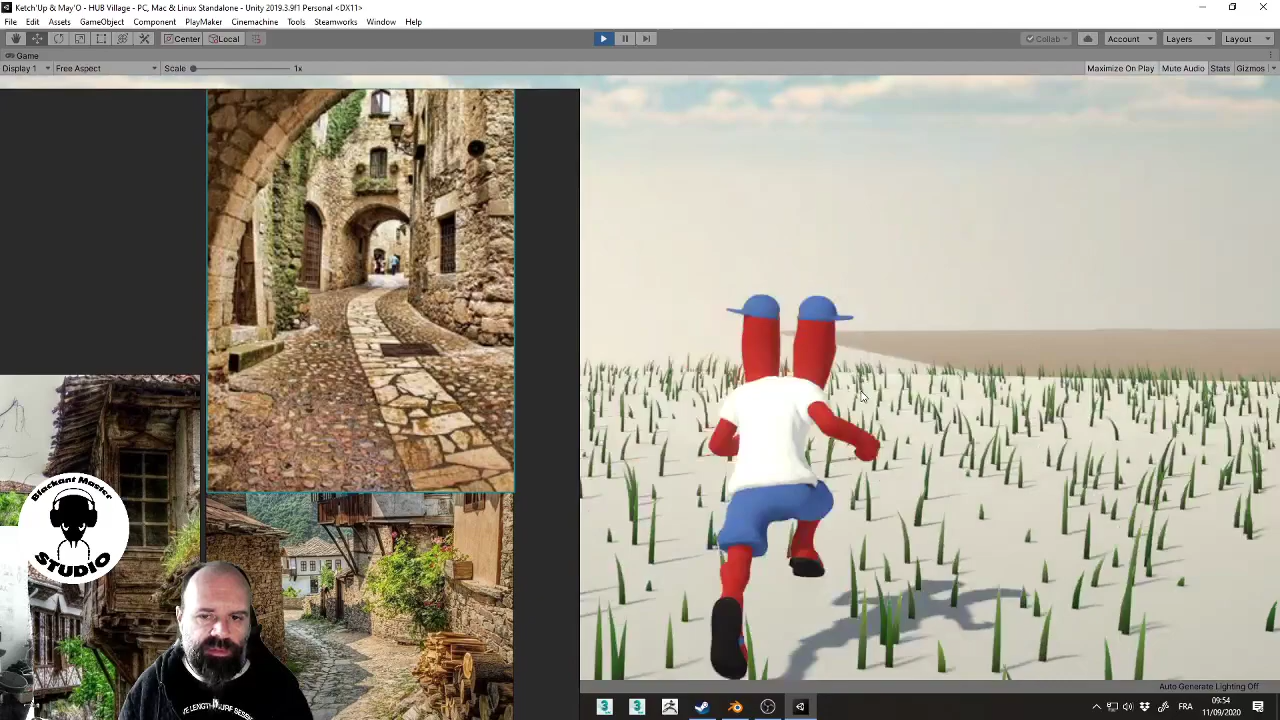 Ketch'Up & May'O - HUB Village - PC, Mac & Linux Standalone - Unity 2019.3.9f1 Personal <DX11>
File Edit Assets GameObject Component PlayMaker Cinemachine Tools Steamworks Window Help
Center Local Collab Account Layers Layout
Game
Display 1 Free Aspect Scale 1x Maximize On Play Mute Audio Stats Gizmos
Blackant Master
STUDIO
Auto Generate Lighting Off
FRA
09:54
11/09/2020